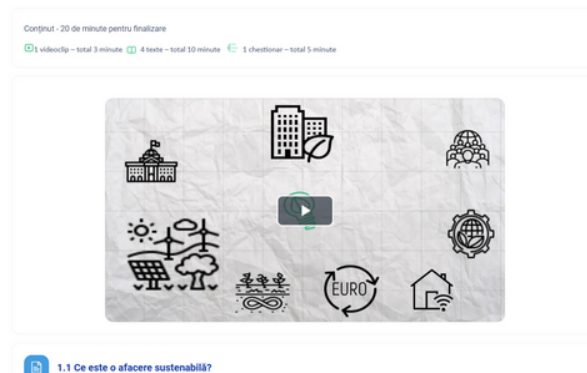 Conținut - 20 de minute pentru finalizare
1 videoclip – total 3 minute 4 texte – total 10 minute 1 chestionar – total 5 minute
EURO
1.1 Ce este o afacere sustenabilă?